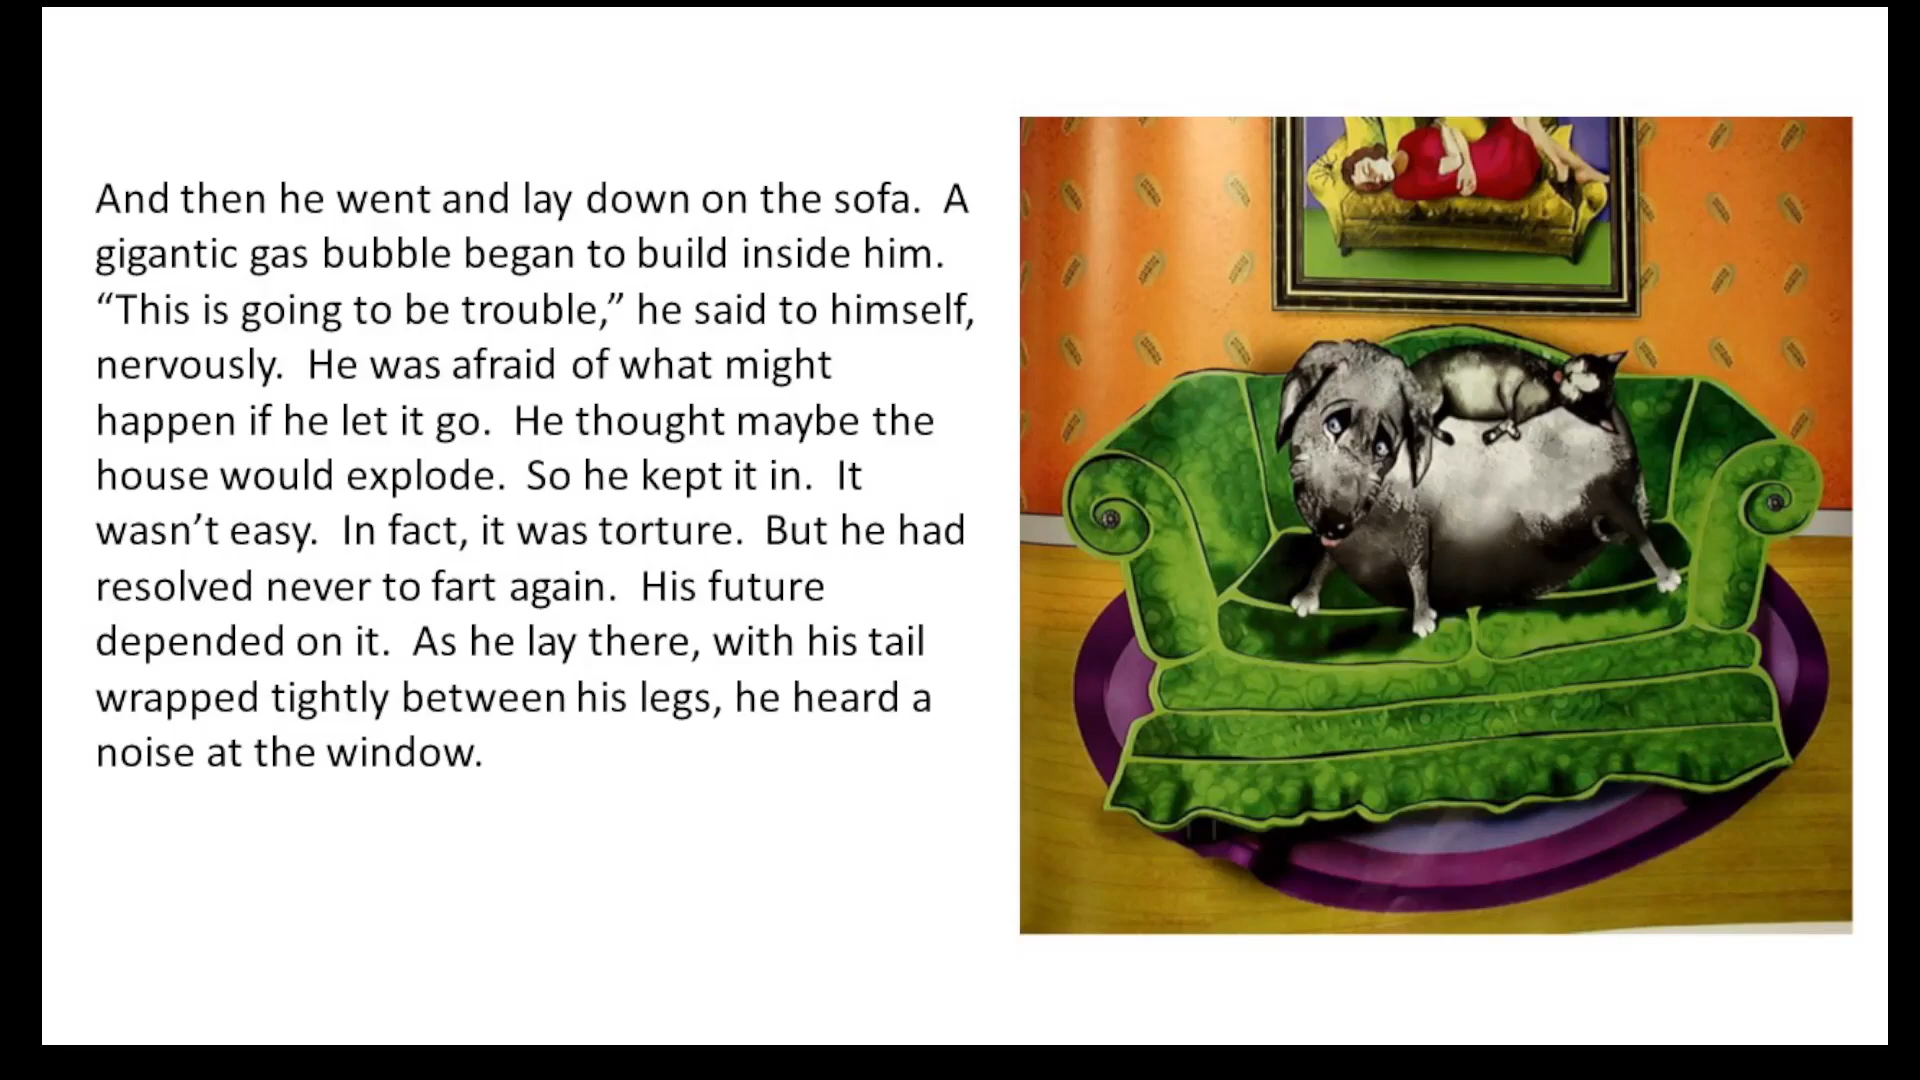 And then he went and lay down on the sofa.  A
gigantic gas bubble began to build inside him.
“This is going to be trouble,” he said to himself,
nervously.  He was afraid of what might
happen if he let it go.  He thought maybe the
house would explode.  So he kept it in.  It
wasn’t easy.  In fact, it was torture.  But he had
resolved never to fart again.  His future
depended on it.  As he lay there, with his tail
wrapped tightly between his legs, he heard a
noise at the window.